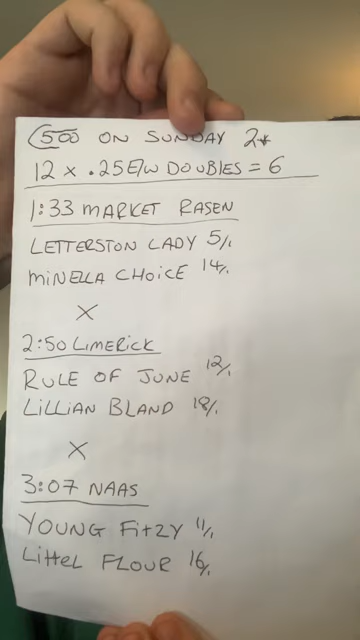 £500 ON SUNDAY 2*
12 x .25 E/W DOUBLES = 6
1:33 MARKET RASEN
LETTERSTON LADY 5/1
MINELLA CHOICE 14/1
X
2:50 LIMERICK
RULE OF JUNE 12/1
LILLIAN BLAND 18/1
X
3:07 NAAS
YOUNG FITZY 11/1
LITTEL FLOUR 16/1